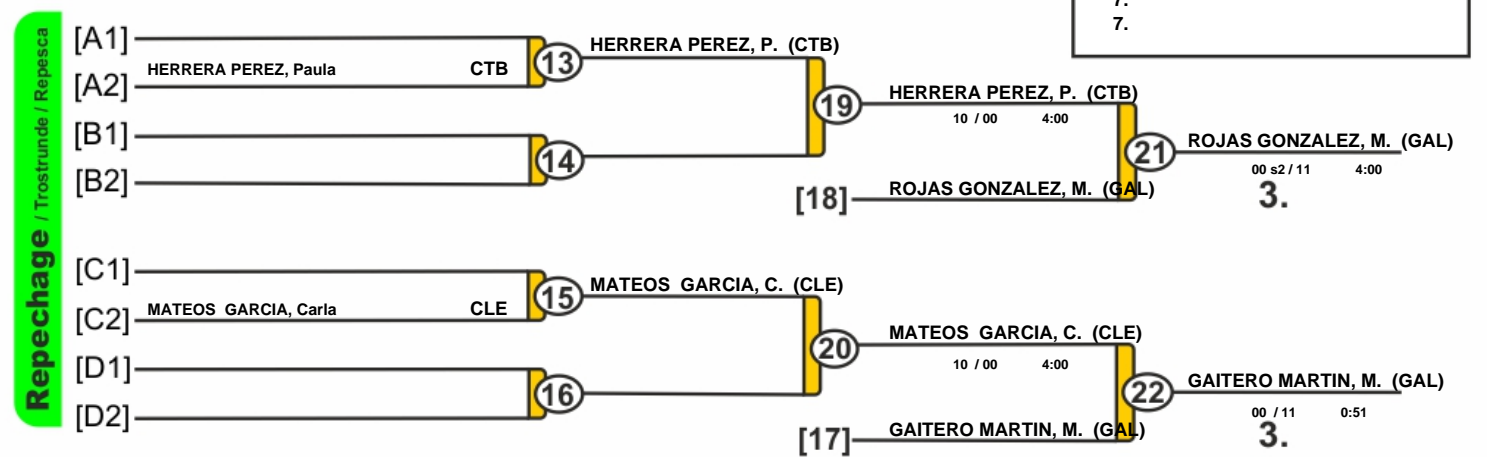 7.
7.
Repechage / Trostrunde / Repesca
[A1]
HERRERA PEREZ, P. (CTB)
13
HERRERA PEREZ, Paula CTB
[A2]
HERRERA PEREZ, P. (CTB)
19
10 / 00 4:00
[B1]
ROJAS GONZALEZ, M. (GAL)
21
14
00 s2 / 11 4:00
[B2]
ROJAS GONZALEZ, M. (GAL)
[18]
3.
[C1]
MATEOS GARCIA, C. (CLE)
15
MATEOS GARCIA, Carla CLE
[C2]
MATEOS GARCIA, C. (CLE)
20
10 / 00 4:00
[D1]
GAITERO MARTIN, M. (GAL)
22
16
00 / 11 0:51
[D2]
GAITERO MARTIN, M. (GAL)
[17]
3.